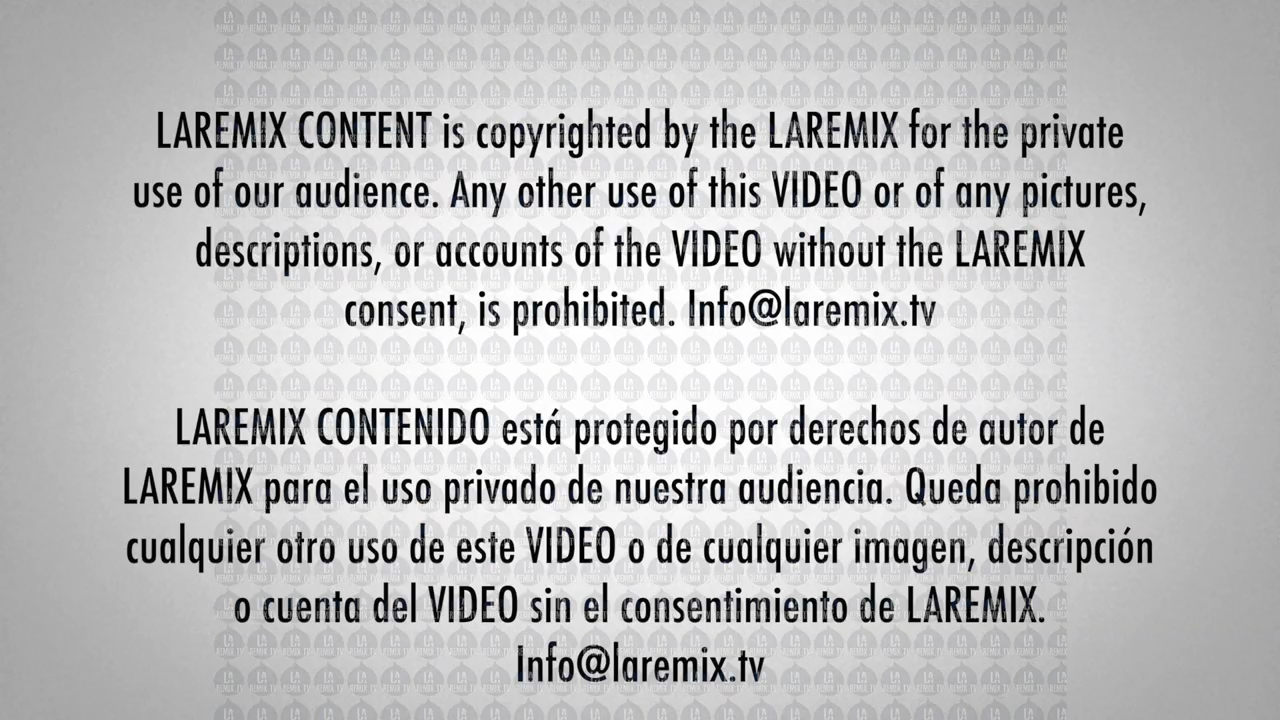 LAREMIX CONTENT is copyrighted by the LAREMIX for the private
use of our audience. Any other use of this VIDEO or of any pictures,
descriptions, or accounts of the VIDEO without the LAREMIX
consent, is prohibited. Info@laremix.tv
LAREMIX CONTENIDO está protegido por derechos de autor de
LAREMIX para el uso privado de nuestra audiencia. Queda prohibido
cualquier otro uso de este VIDEO o de cualquier imagen, descripción
o cuenta del VIDEO sin el consentimiento de LAREMIX.
Info@laremix.tv